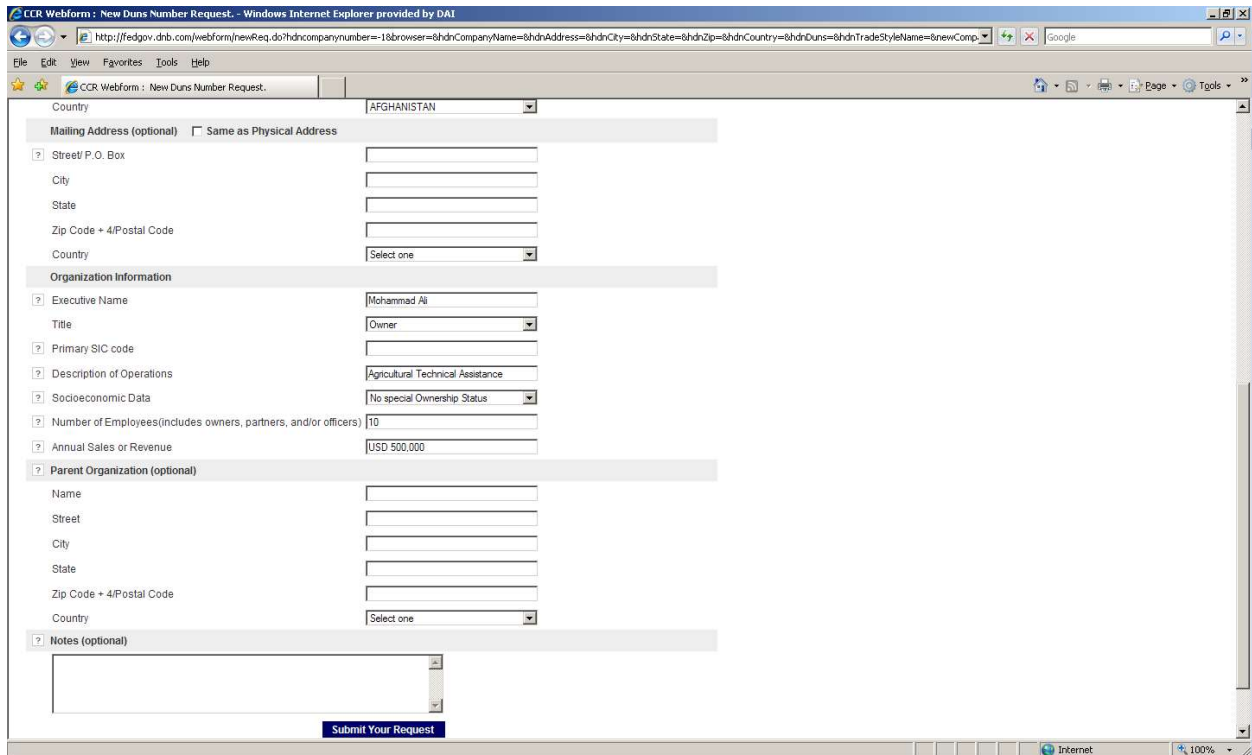 CCR Webform : New Duns Number Request. - Windows Internet Explorer provided by DAI
http://fedgov.dnb.com/webform/newReq.do?hdncompanynumber=-1&browser=&hdnCompanyName=&hdnAddress=&hdnCity=&hdnState=&hdnZip=&hdnCountry=&hdnDuns=&hdnTradeStyleName=&newComp Google
File Edit View Favorites Tools Help
CCR Webform : New Duns Number Request. Page Tools »
Country AFGHANISTAN
Mailing Address (optional) Same as Physical Address
? Street/ P.O. Box
City
State
Zip Code + 4/Postal Code
Country Select one
Organization Information
? Executive Name Mohammad Ali
Title Owner
? Primary SIC code
? Description of Operations Agricultural Technical Assistance
? Socioeconomic Data No special Ownership Status
? Number of Employees(includes owners, partners, and/or officers) 10
? Annual Sales or Revenue USD 500,000
? Parent Organization (optional)
Name
Street
City
State
Zip Code + 4/Postal Code
Country Select one
? Notes (optional)
Submit Your Request
Internet 100%